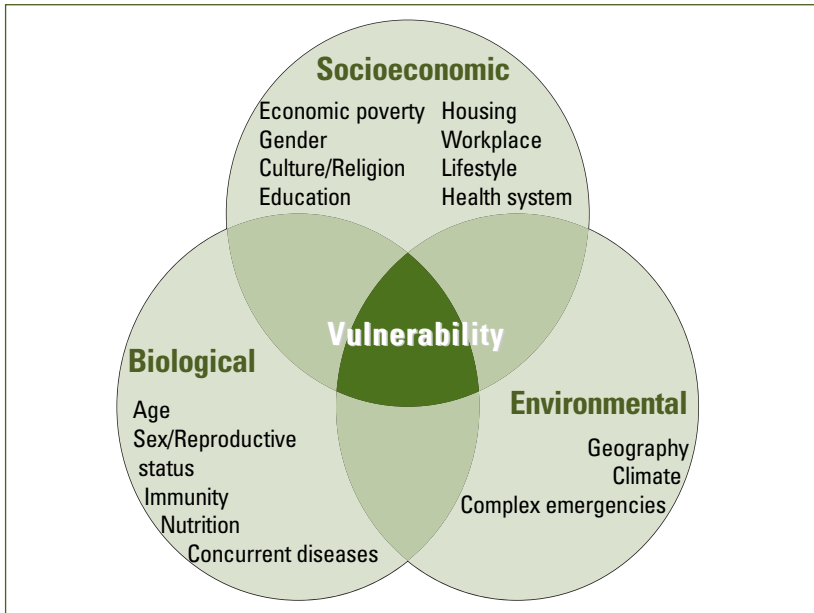 Socioeconomic
Economic poverty
Gender
Culture/Religion
Education
Housing
Workplace
Lifestyle
Health system
Vulnerability
Biological
Age
Sex/Reproductive
status
Immunity
Nutrition
Concurrent diseases
Environmental
Geography
Climate
Complex emergencies